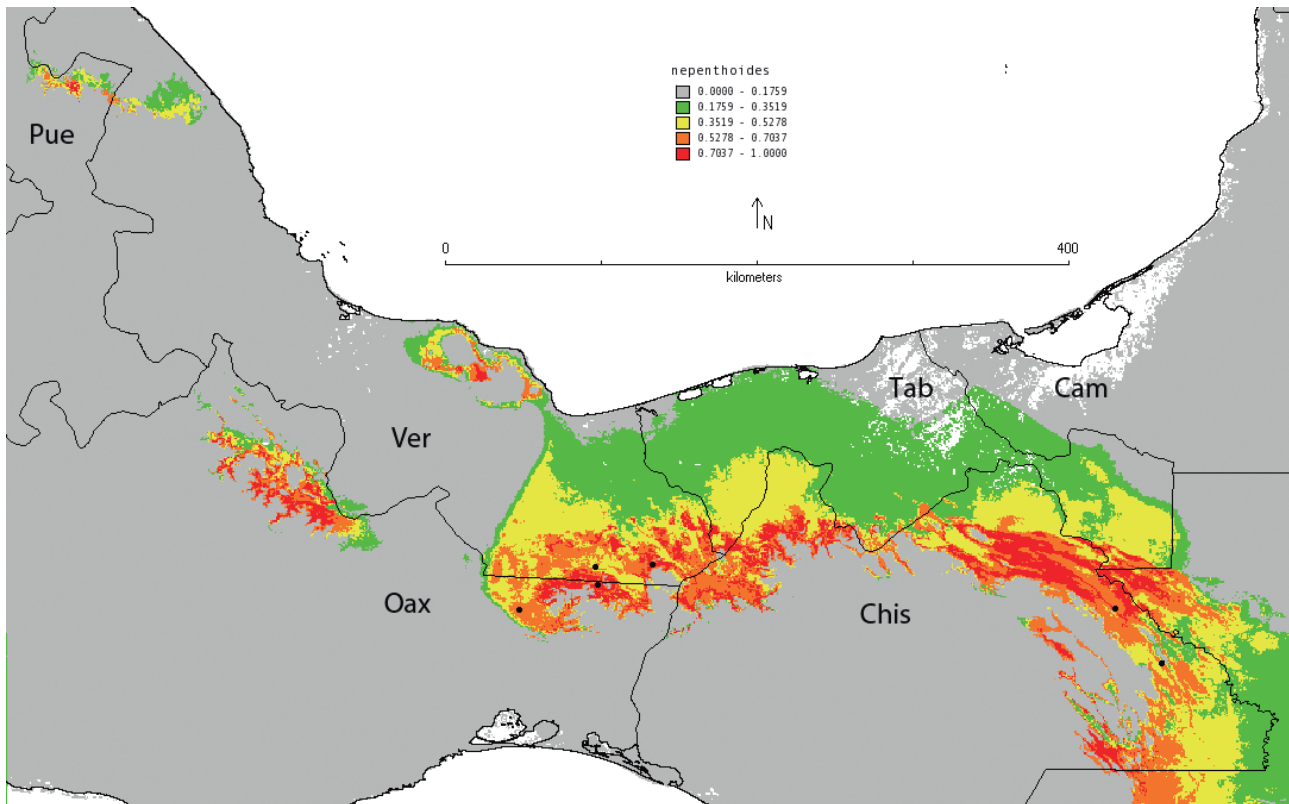 nepenthoides
0.0000 - 0.1759
0.1759 - 0.3519
0.3519 - 0.5278
0.5278 - 0.7037
0.7037 - 1.0000
Pue
N
0 400
kilometers
Tab
Cam
Ver
Oax
Chis